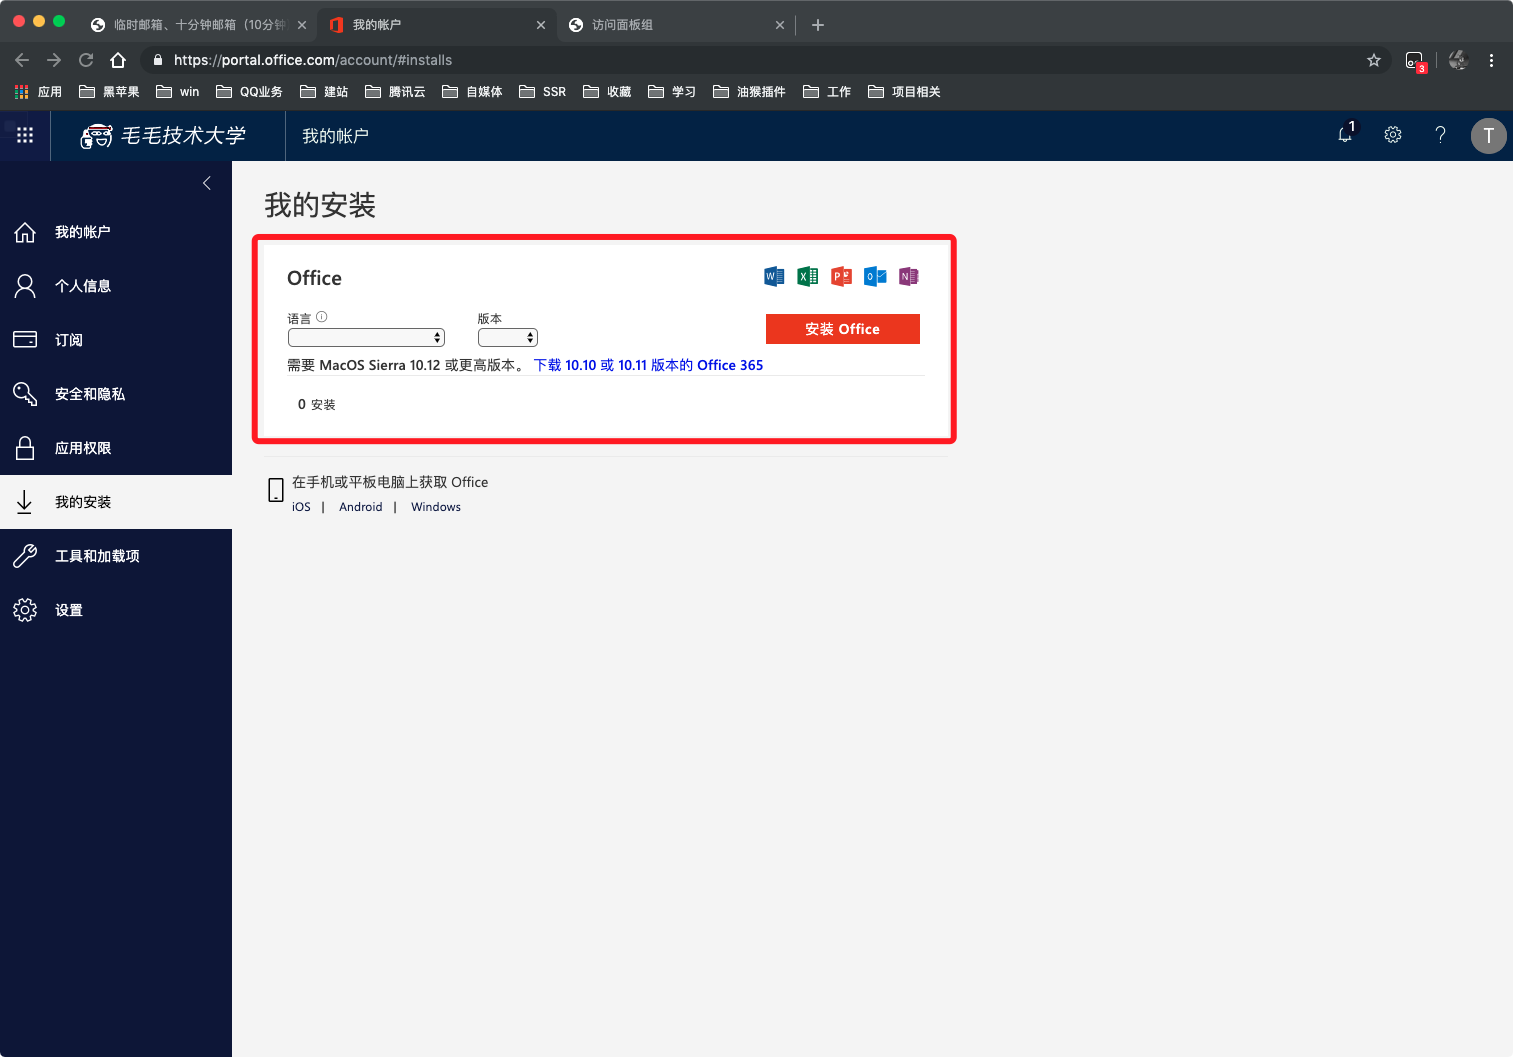 临时邮箱、十分钟邮箱（10分钟
我的帐户
访问面板组
https://portal.office.com/account/#installs
3
应用
黑苹果
win
QQ业务
建站
腾讯云
自媒体
SSR
收藏
学习
油猴插件
工作
项目相关
毛毛技术大学
我的帐户
1
?
T
我的帐户
个人信息
订阅
安全和隐私
应用权限
我的安装
工具和加载项
设置
我的安装
Office
W
X
P
O
N
语言
版本
安装 Office
需要 MacOS Sierra 10.12 或更高版本。 下载 10.10 或 10.11 版本的 Office 365
0 安装
在手机或平板电脑上获取 Office
iOS | Android | Windows